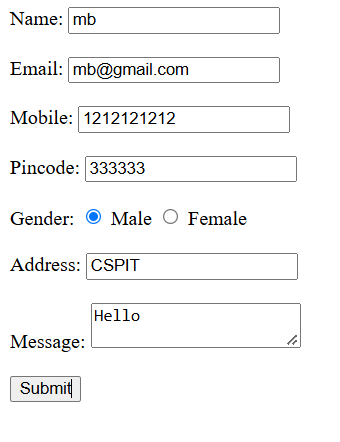 Name: mb
Email: mb@gmail.com
Mobile: 1212121212
Pincode: 333333
Gender: Male Female
Address: CSPIT
Message: Hello
Submit